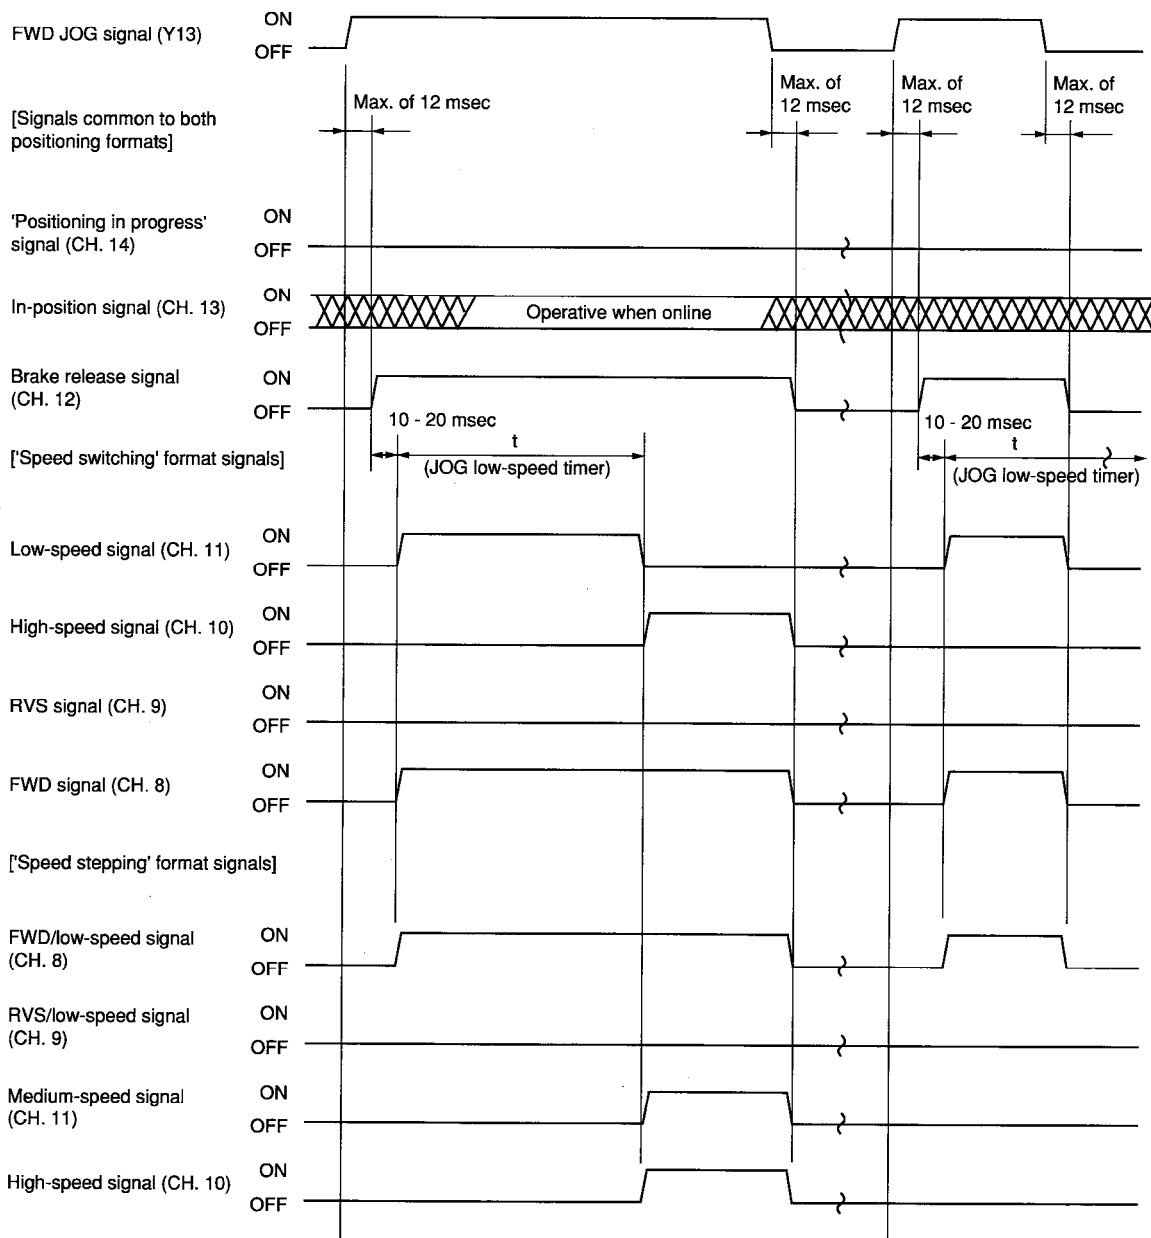 FWD JOG signal (Y13)
ON
OFF
Max. of 12 msec
Max. of
12 msec
Max. of
12 msec
Max. of
12 msec
[Signals common to both
positioning formats]
'Positioning in progress'
signal (CH. 14)
ON
OFF
In-position signal (CH. 13)
ON
OFF
Operative when online
Brake release signal
(CH. 12)
ON
OFF
10 - 20 msec
t
(JOG low-speed timer)
10 - 20 msec
t
(JOG low-speed timer)
['Speed switching' format signals]
Low-speed signal (CH. 11)
ON
OFF
High-speed signal (CH. 10)
ON
OFF
RVS signal (CH. 9)
ON
OFF
FWD signal (CH. 8)
ON
OFF
['Speed stepping' format signals]
FWD/low-speed signal
(CH. 8)
ON
OFF
RVS/low-speed signal
(CH. 9)
ON
OFF
Medium-speed signal
(CH. 11)
ON
OFF
High-speed signal (CH. 10)
ON
OFF